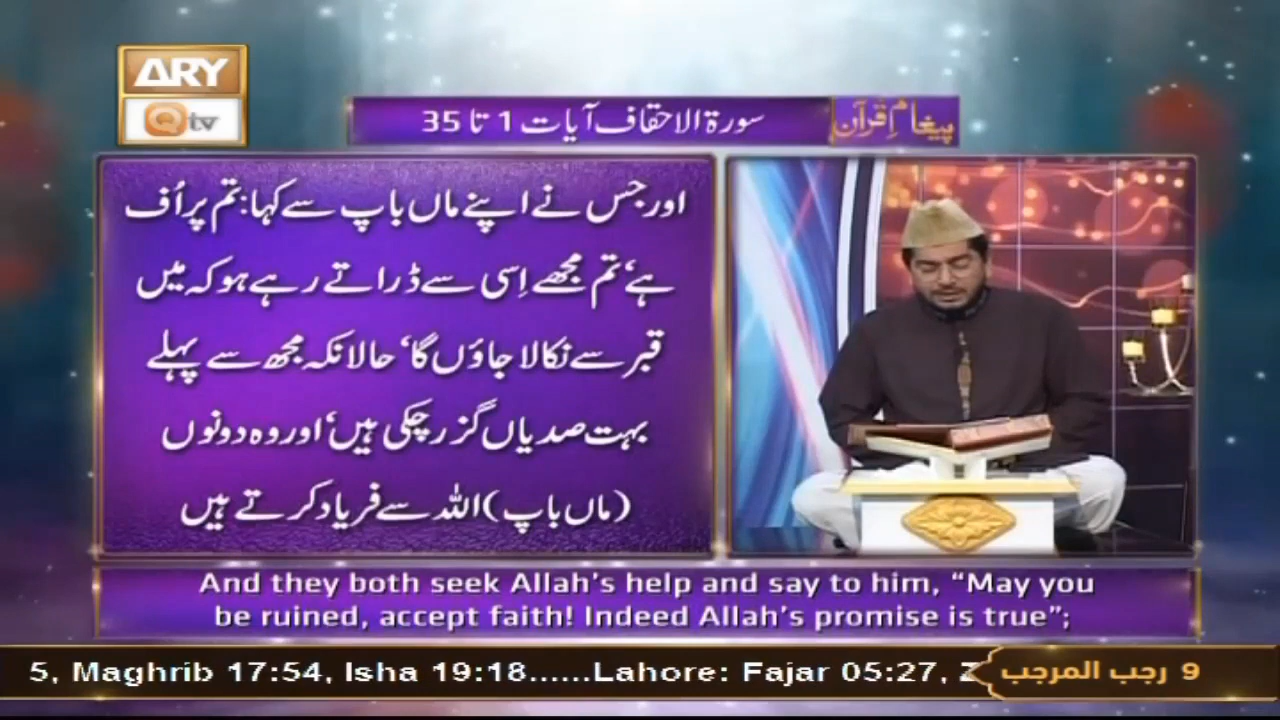 ARY
Qtv
سورۃ الاحقاف آیات 1 تا 35
پیغامِ قرآن
اور جس نے اپنے ماں باپ سے کہا: تم پر اُف
ہے‘ تم مجھے اِسی سے ڈراتے رہے ہو کہ میں
قبر سے نکالا جاؤں گا‘ حالانکہ مجھ سے پہلے
بہت صدیاں گزر چکی ہیں‘ اور وہ دونوں
(ماں باپ) اللہ سے فریاد کرتے ہیں
And they both seek Allah's help and say to him, “May you
be ruined, accept faith! Indeed Allah's promise is true”;
5, Maghrib 17:54, Isha 19:18......Lahore: Fajar 05:27, Z
9 رجب المرجب